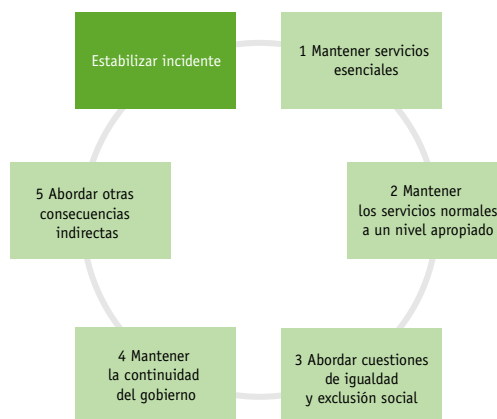 Estabilizar incidente
1 Mantener servicios
esenciales
2 Mantener
los servicios normales
a un nivel apropiado
3 Abordar cuestiones
de igualdad
y exclusión social
4 Mantener
la continuidad
del gobierno
5 Abordar otras
consecuencias
indirectas